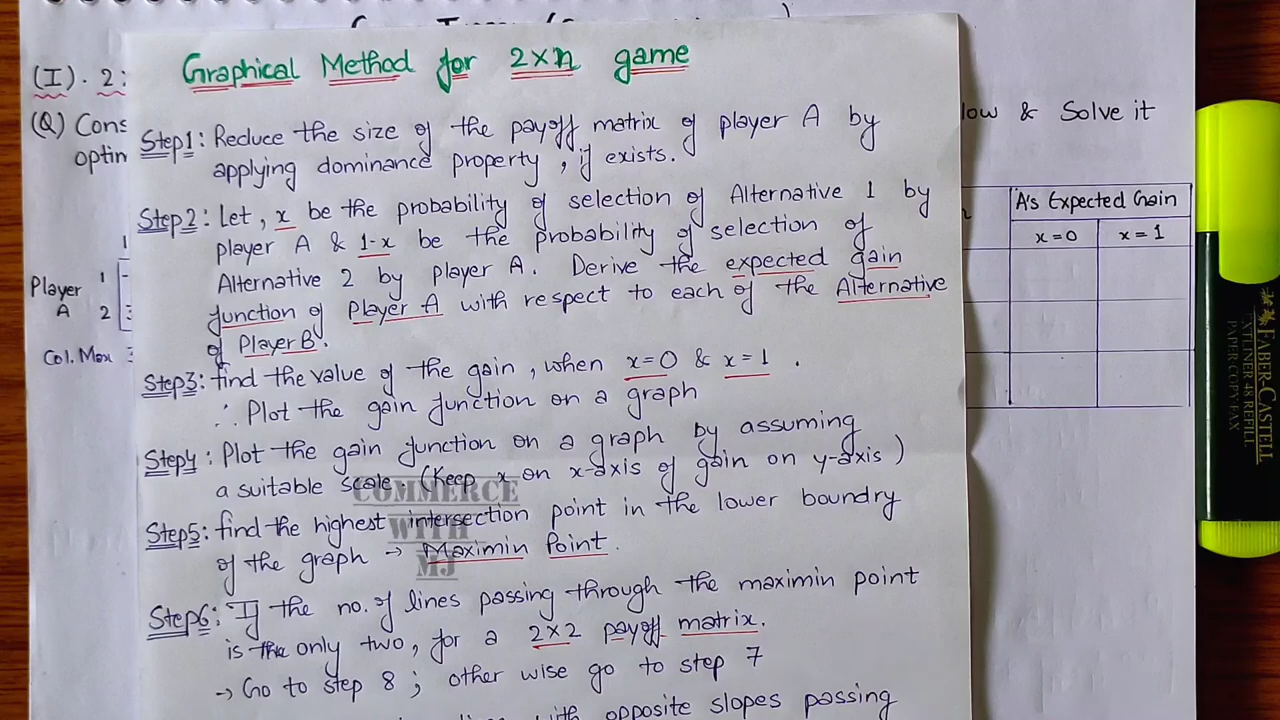 Graphical Method for 2×n game
Step1: Reduce the size of the payoff matrix of player A by
applying dominance property, if exists.
Step2: Let, x be the probability of selection of Alternative 1 by
player A & 1-x be the probability of selection of
Alternative 2 by player A. Derive the expected gain
function of Player A with respect to each of the Alternative
of Player B.
Step3: find the value of the gain, when x=0 & x=1.
∴ Plot the gain function on a graph
Step4: Plot the gain function on a graph by assuming
a suitable scale. (Keep x on x-axis of gain on y-axis)
Step5: find the highest intersection point in the lower boundry
of the graph → Maximin Point.
Step6: If the no. of lines passing through the maximin point
is the only two, for a 2×2 payoff matrix.
→ Go to step 8; other wise go to step 7
with opposite slopes passing
COMMERCE
WITH
MJ
(I). 2:
(Q) Cons
optim
low & Solve it
A's Expected Gain
x=0 x=1
Player 1
A 2
Col. Max
FABER-CASTELL
TEXTLINER 48 REFILL
PAPER COPY FAX